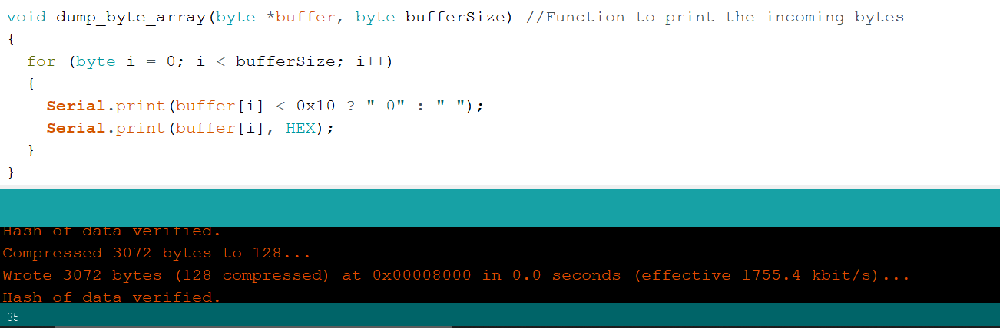 void dump_byte_array(byte *buffer, byte bufferSize) //Function to print the incoming bytes
{
  for (byte i = 0; i < bufferSize; i++)
  {
    Serial.print(buffer[i] < 0x10 ? " 0" : " ");
    Serial.print(buffer[i], HEX);
  }
}
Hash of data verified.
Compressed 3072 bytes to 128...
Wrote 3072 bytes (128 compressed) at 0x00008000 in 0.0 seconds (effective 1755.4 kbit/s)...
Hash of data verified.
35